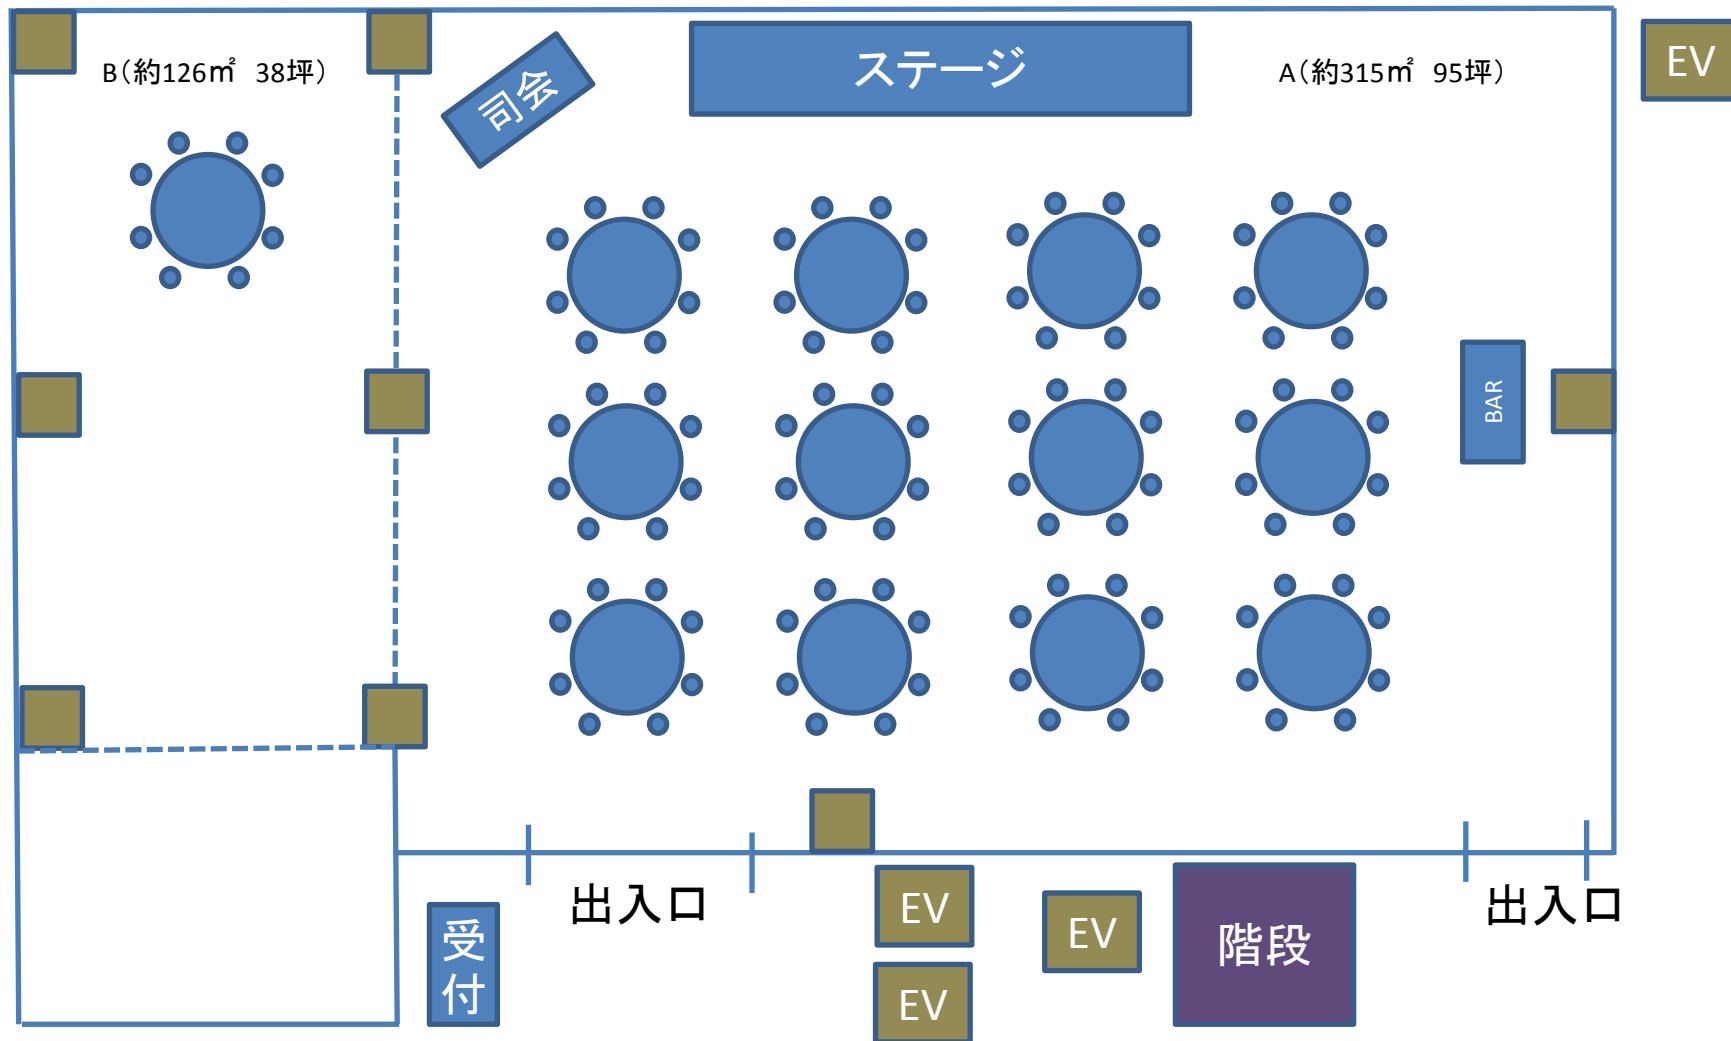 B（約126㎡ 38坪）
司会
ステージ
A（約315㎡ 95坪）
EV
BAR
出入口
出入口
受付
EV
EV
EV
階段